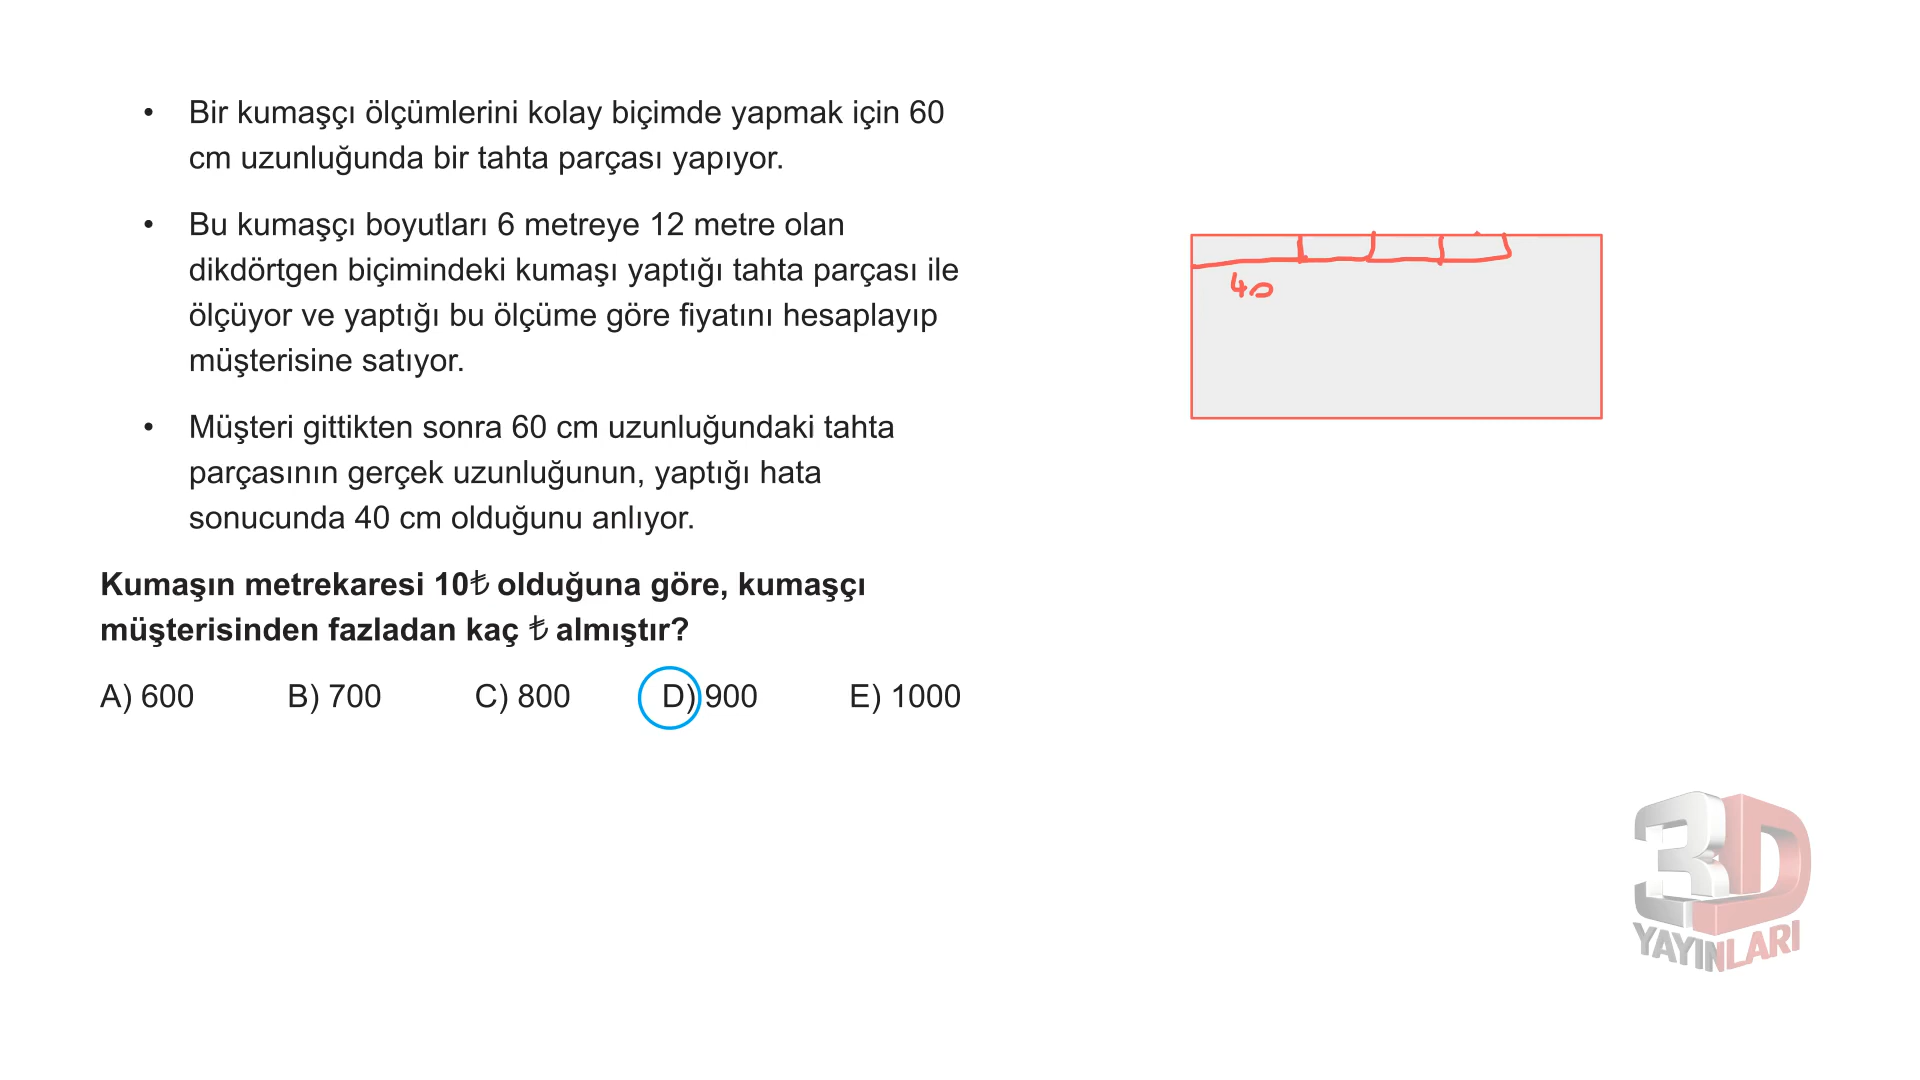 • Bir kumaşçı ölçümlerini kolay biçimde yapmak için 60
cm uzunluğunda bir tahta parçası yapıyor.
• Bu kumaşçı boyutları 6 metreye 12 metre olan
dikdörtgen biçimindeki kumaşı yaptığı tahta parçası ile
ölçüyor ve yaptığı bu ölçüme göre fiyatını hesaplayıp
müşterisine satıyor.
• Müşteri gittikten sonra 60 cm uzunluğundaki tahta
parçasının gerçek uzunluğunun, yaptığı hata
sonucunda 40 cm olduğunu anlıyor.
Kumaşın metrekaresi 10₺ olduğuna göre, kumaşçı
müşterisinden fazladan kaç ₺ almıştır?
A) 600 B) 700 C) 800 D) 900 E) 1000
40
3D
YAYINLARI